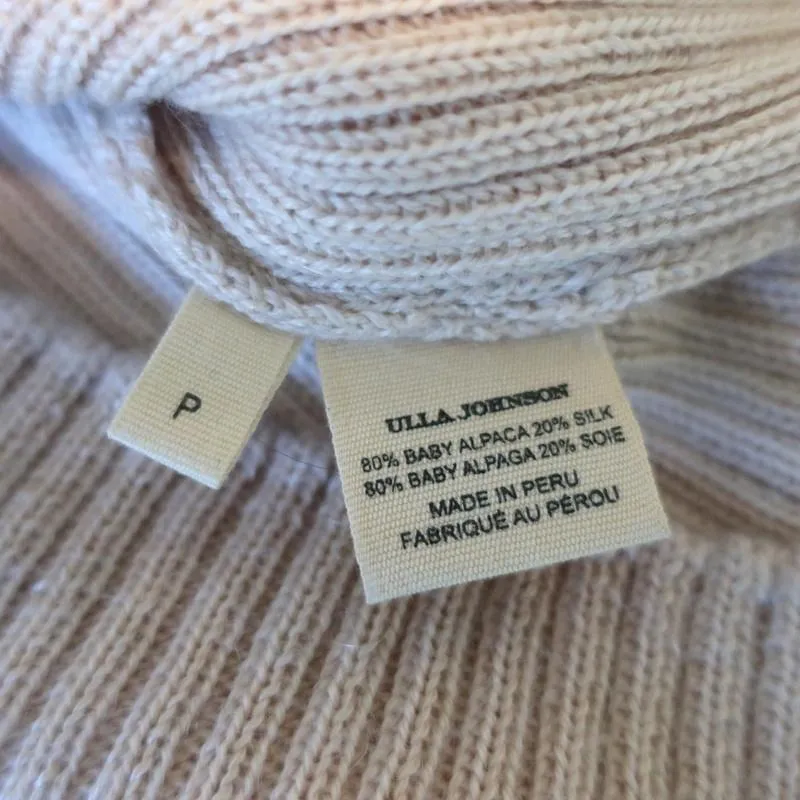 P
ULLA JOHNSON
80% BABY ALPACA 20% SILK
80% BABY ALPAGA 20% SOIE
MADE IN PERU
FABRIQUÉ AU PÉROU